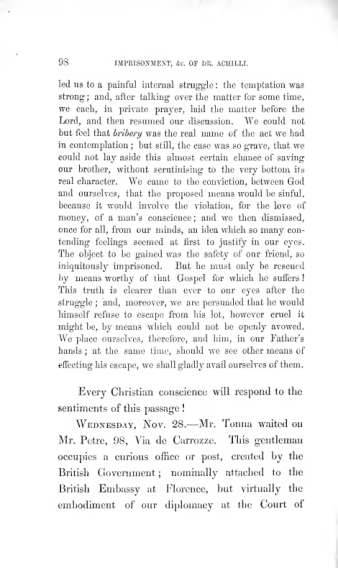 98 IMPRISONMENT, &c. OF DR. ACHILLI.
led us to a painful internal struggle: the temptation was
strong; and, after talking over the matter for some time,
we each, in private prayer, laid the matter before the
Lord, and then resumed our discussion. We could not
but feel that bribery was the real name of the act we had
in contemplation; but still, the case was so grave, that we
could not lay aside this almost certain chance of saving
our brother, without scrutinising to the very bottom its
real character. We came to the conviction, between God
and ourselves, that the proposed means would be sinful,
because it would involve the violation, for the love of
money, of a man's conscience; and we then dismissed,
once for all, from our minds, an idea which so many con-
tending feelings seemed at first to justify in our eyes.
The object to be gained was the safety of our friend, so
iniquitously imprisoned. But he must only be rescued
by means worthy of that Gospel for which he suffers!
This truth is clearer than ever to our eyes after the
struggle; and, moreover, we are persuaded that he would
himself refuse to escape from his lot, however cruel it
might be, by means which could not be openly avowed.
We place ourselves, therefore, and him, in our Father's
hands; at the same time, should we see other means of
effecting his escape, we shall gladly avail ourselves of them.
Every Christian conscience will respond to the
sentiments of this passage!
WEDNESDAY, NOV. 28.—Mr. Tonna waited on
Mr. Petre, 98, Via de Carrozze. This gentleman
occupies a curious office or post, created by the
British Government; nominally attached to the
British Embassy at Florence, but virtually the
embodiment of our diplomacy at the Court of